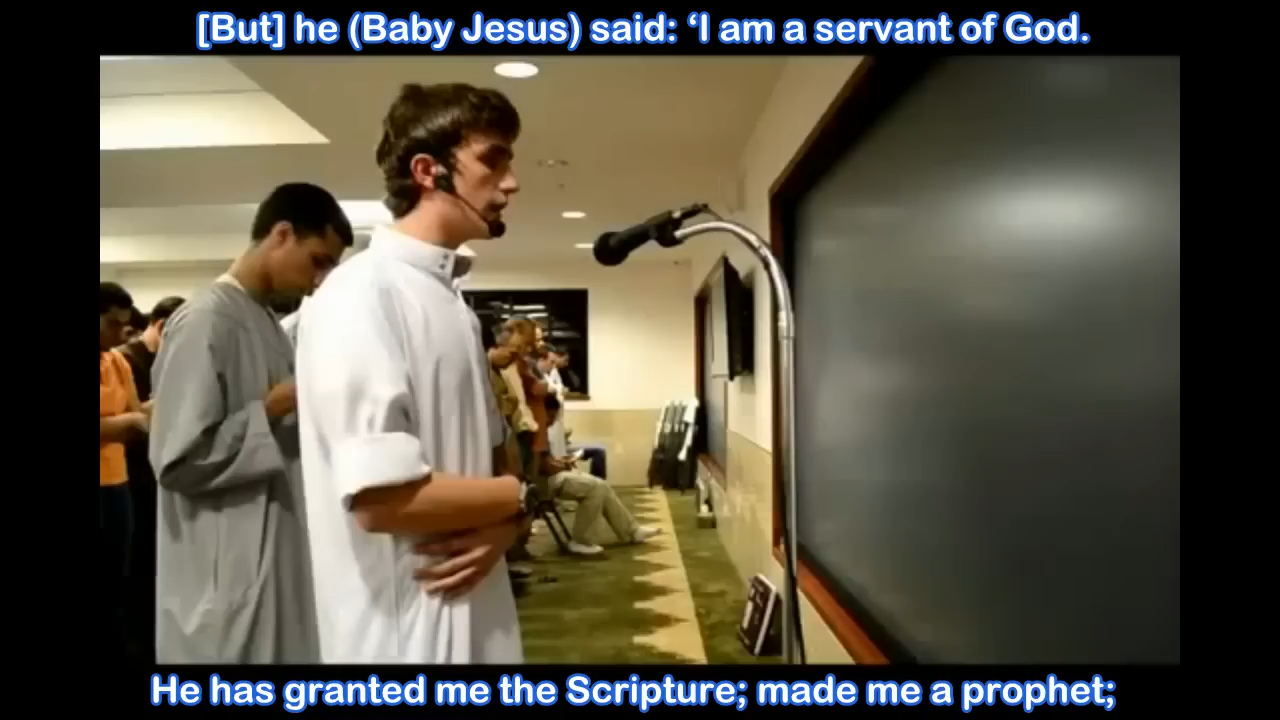 [But] he (Baby Jesus) said: ‘I am a servant of God.
He has granted me the Scripture; made me a prophet;